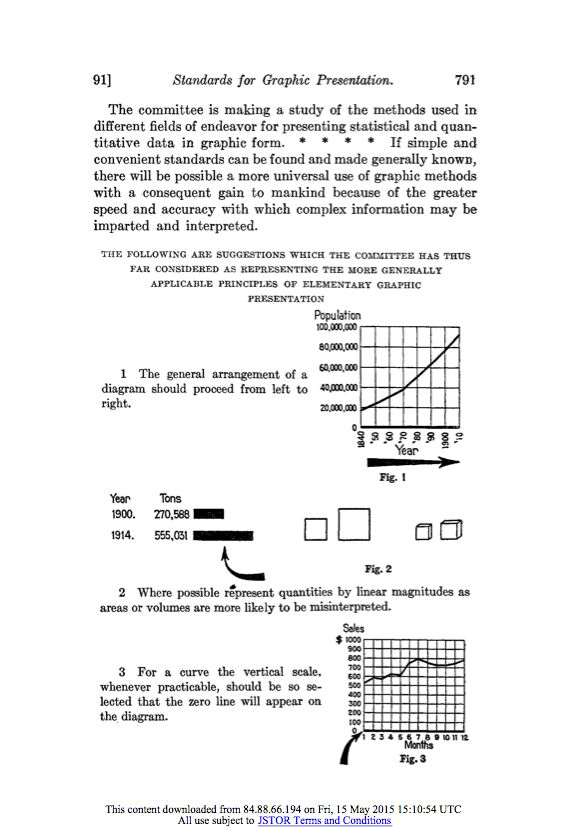 91] Standards for Graphic Presentation. 791
The committee is making a study of the methods used in
different fields of endeavor for presenting statistical and quan-
titative data in graphic form. * * * * If simple and
convenient standards can be found and made generally known,
there will be possible a more universal use of graphic methods
with a consequent gain to mankind because of the greater
speed and accuracy with which complex information may be
imparted and interpreted.
THE FOLLOWING ARE SUGGESTIONS WHICH THE COMMITTEE HAS THUS
FAR CONSIDERED AS REPRESENTING THE MORE GENERALLY
APPLICABLE PRINCIPLES OF ELEMENTARY GRAPHIC
PRESENTATION
1 The general arrangement of a
diagram should proceed from left to
right.
Population
100,000,000
80,000,000
60,000,000
40,000,000
20,000,000
0
1840 '50 '60 '70 '80 '90 1900 '10
Year
Fig. 1
Year Tons
1900. 270,588
1914. 555,031
Fig. 2
2 Where possible represent quantities by linear magnitudes as
areas or volumes are more likely to be misinterpreted.
3 For a curve the vertical scale,
whenever practicable, should be so se-
lected that the zero line will appear on
the diagram.
Sales
$ 1000
900
800
700
600
500
400
300
200
100
0
1 2 3 4 5 6 7 8 9 10 11 12
Months
Fig. 3
This content downloaded from 84.88.66.194 on Fri, 15 May 2015 15:10:54 UTC
All use subject to JSTOR Terms and Conditions